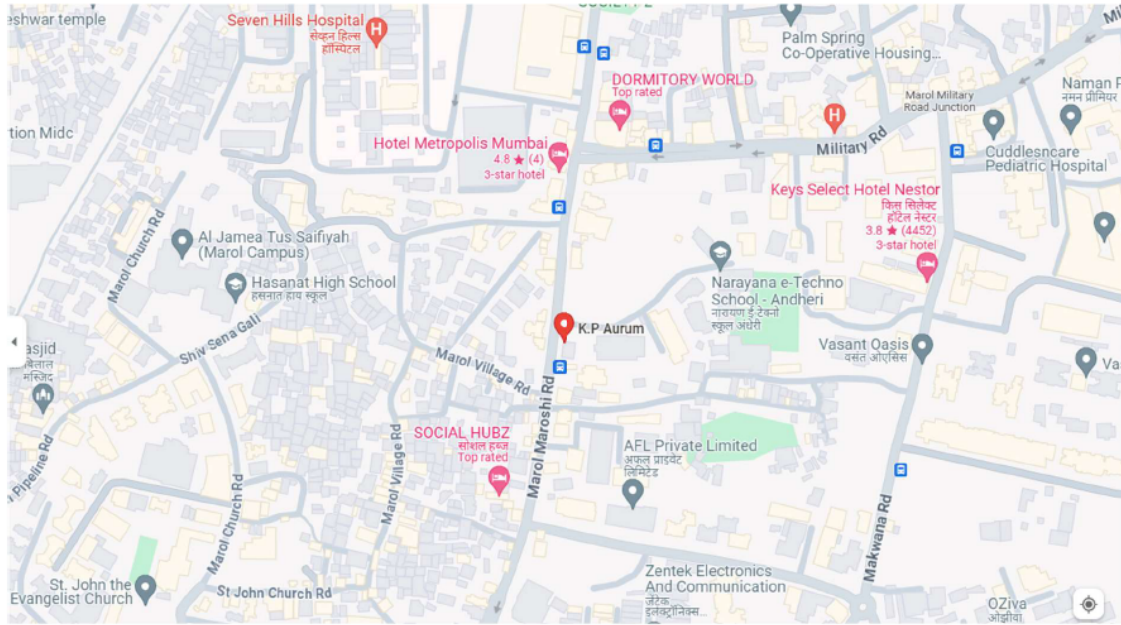 eshwar temple
Seven Hills Hospital
सेव्हन हिल्स
हॉस्पिटल
Palm Spring
Co-Operative Housing...
DORMITORY WORLD
Top rated
Marol Military
Road Junction
Naman P
नमन प्रीमियर
tion Midc
Hotel Metropolis Mumbai
4.8 ★ (4)
3-star hotel
Military Rd
Cuddlesncare
Pediatric Hospital
Keys Select Hotel Nestor
किस सिलेक्ट
हॉटेल नेस्टर
3.8 ★ (4452)
3-star hotel
Marol Church Rd
Al Jamea Tus Saifiyah
(Marol Campus)
Hasanat High School
हसनात हाय स्कूल
Narayana e-Techno
School - Andheri
नारायण ई टेक्नो
स्कूल अंधेरी
K.P Aurum
Shiv Sena Gali
Marol Village Rd
Vasant Oasis
वसंत ओएसिस
Va
asjid
बिलाल
मस्जिद
Marol Maroshi Rd
SOCIAL HUBZ
सोशल हब्ज
Top rated
Marol Village Rd
AFL Private Limited
अफल प्राइवेट
लिमिटेड
Pipeline Rd
Marol Church Rd
Makwana Rd
St. John the
Evangelist Church
St John Church Rd
Zentek Electronics
And Communication
जेंटेक
इलेक्ट्रॉनिक्स...
OZiva
ओझीवा